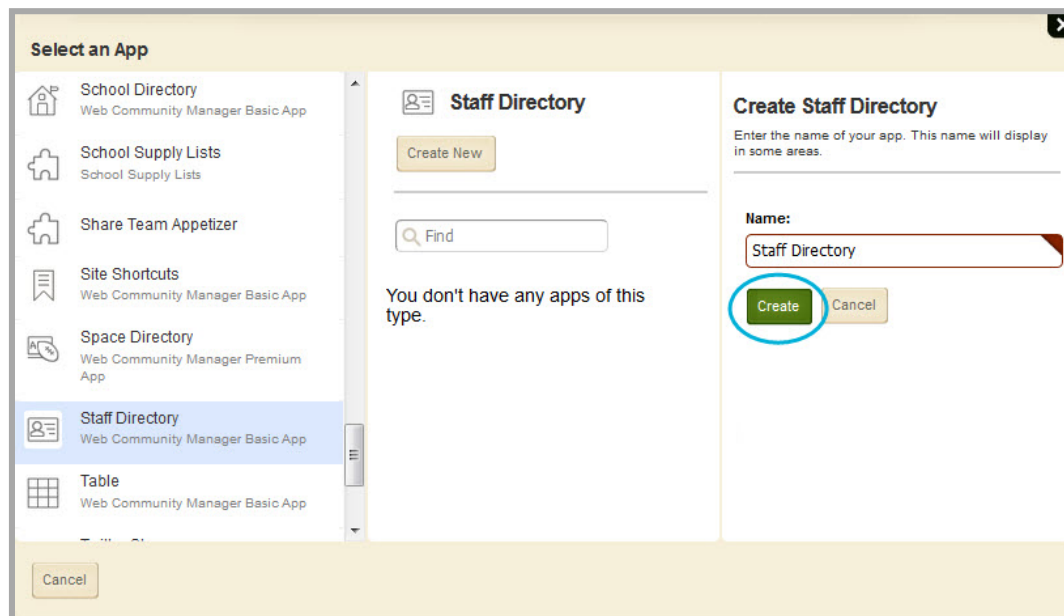 Select an App
School Directory
Web Community Manager Basic App
School Supply Lists
School Supply Lists
Share Team Appetizer
Site Shortcuts
Web Community Manager Basic App
Space Directory
Web Community Manager Premium
App
Staff Directory
Web Community Manager Basic App
Table
Web Community Manager Basic App
Cancel
Staff Directory
Create New
Find
You don't have any apps of this
type.
Create Staff Directory
Enter the name of your app. This name will display
in some areas.
Name:
Staff Directory
Create
Cancel